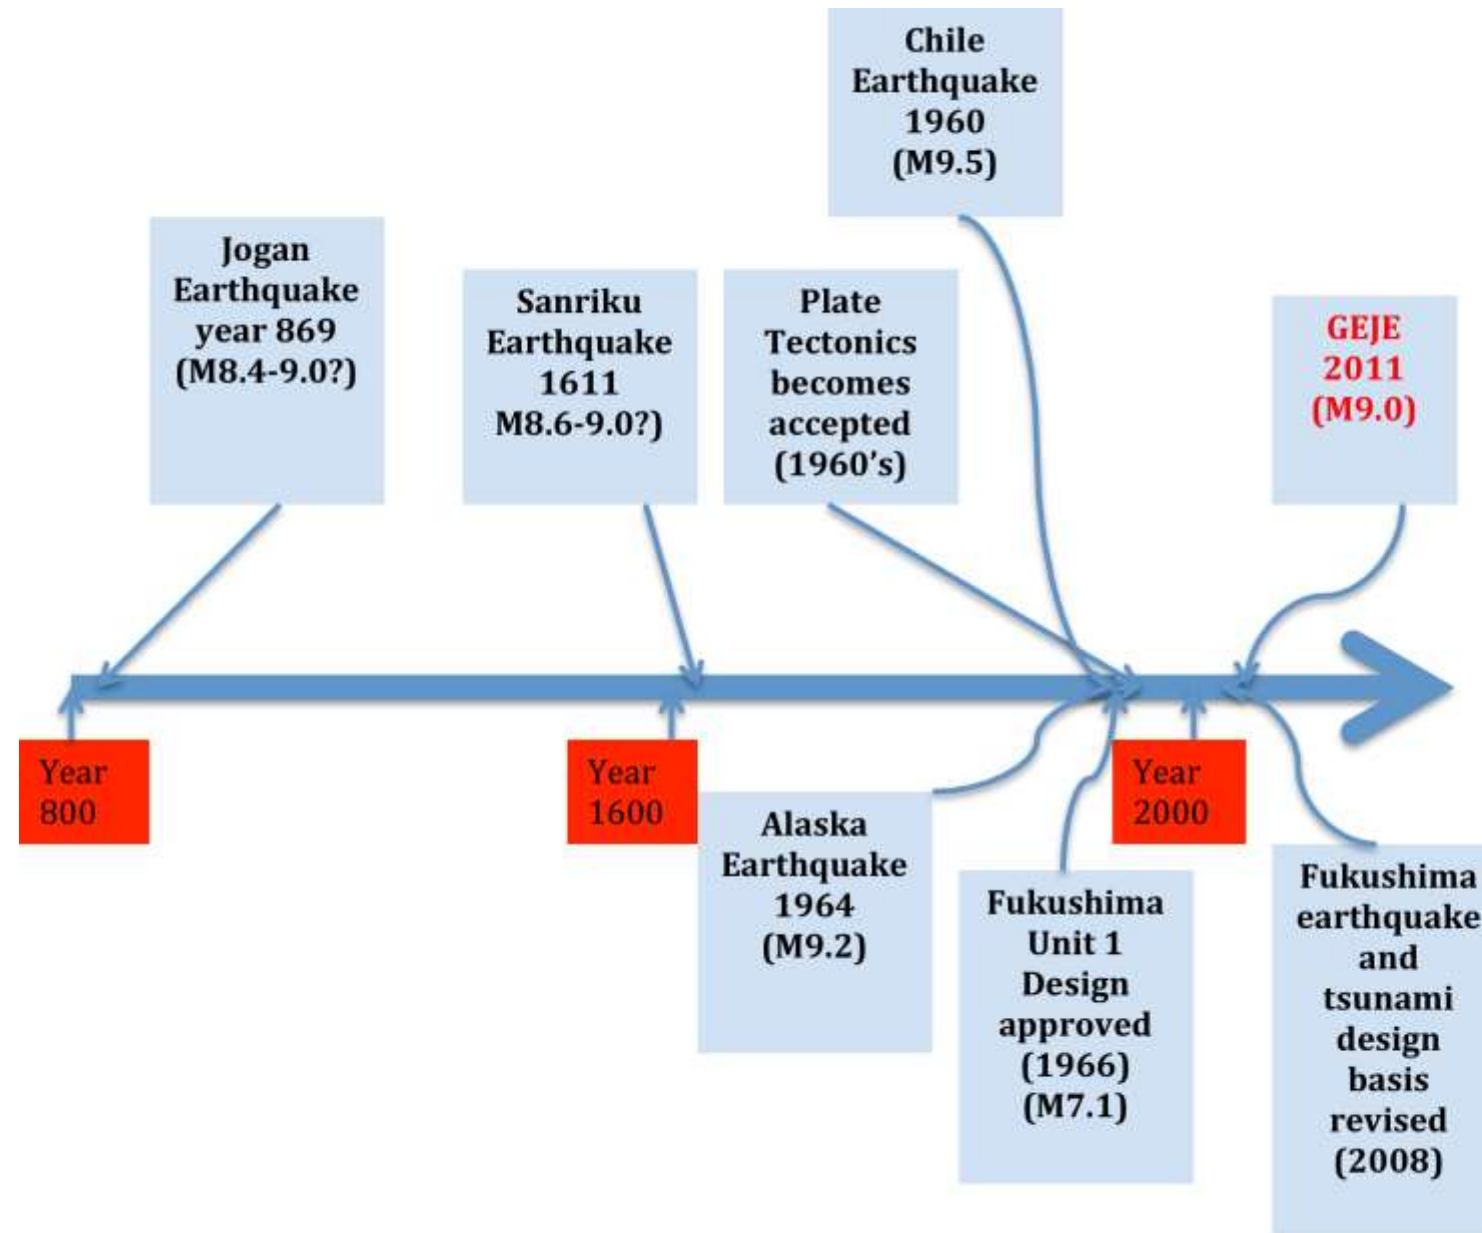 Chile
Earthquake
1960
(M9.5)
Jogan
Earthquake
year 869
(M8.4-9.0?)
Sanriku
Earthquake
1611
M8.6-9.0?)
Plate
Tectonics
becomes
accepted
(1960’s)
GEJE
2011
(M9.0)
Year
800
Year
1600
Year
2000
Alaska
Earthquake
1964
(M9.2)
Fukushima
Unit 1
Design
approved
(1966)
(M7.1)
Fukushima
earthquake
and
tsunami
design
basis
revised
(2008)